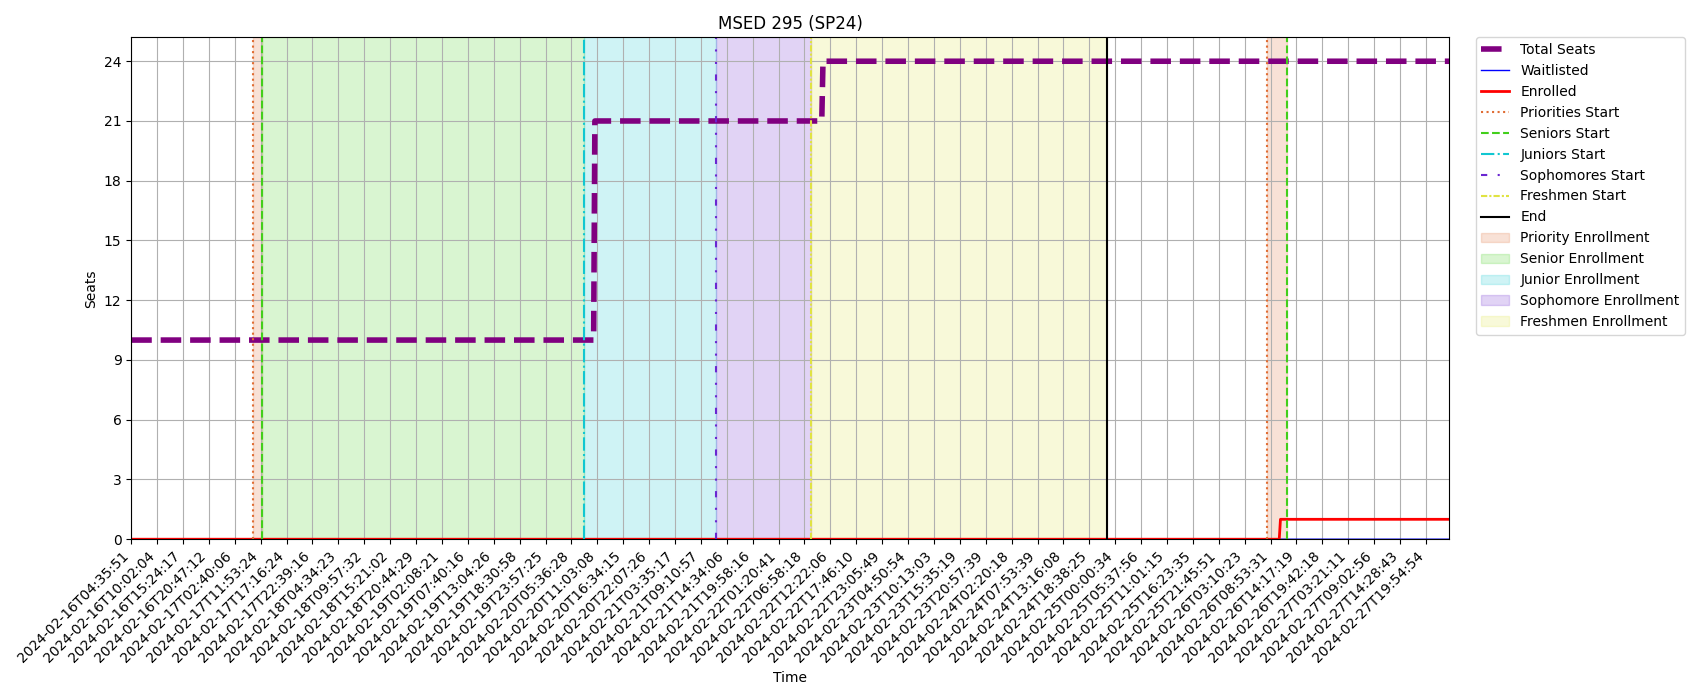 MSED 295 (SP24)
Seats
24
21
18
15
12
9
6
3
0
2024-02-16T04:35:51
2024-02-16T10:02:04
2024-02-16T15:24:17
2024-02-16T20:47:12
2024-02-17T02:40:06
2024-02-17T11:53:24
2024-02-17T17:16:24
2024-02-17T22:39:16
2024-02-18T04:34:23
2024-02-18T09:57:32
2024-02-18T15:21:02
2024-02-18T20:44:29
2024-02-19T02:08:21
2024-02-19T07:40:16
2024-02-19T13:04:26
2024-02-19T18:30:58
2024-02-19T23:57:25
2024-02-20T05:36:28
2024-02-20T11:03:08
2024-02-20T16:34:15
2024-02-20T22:07:26
2024-02-21T03:35:17
2024-02-21T09:10:57
2024-02-21T14:34:06
2024-02-21T19:58:16
2024-02-22T01:20:41
2024-02-22T06:58:18
2024-02-22T12:22:06
2024-02-22T17:46:10
2024-02-22T23:05:49
2024-02-23T04:50:54
2024-02-23T10:13:03
2024-02-23T15:35:19
2024-02-23T20:57:39
2024-02-24T02:20:18
2024-02-24T07:53:39
2024-02-24T13:16:08
2024-02-24T18:38:25
2024-02-25T00:00:34
2024-02-25T05:37:56
2024-02-25T11:01:15
2024-02-25T16:23:35
2024-02-25T21:45:51
2024-02-26T03:10:23
2024-02-26T08:53:31
2024-02-26T14:17:19
2024-02-26T19:42:18
2024-02-27T03:21:11
2024-02-27T09:02:56
2024-02-27T14:28:43
2024-02-27T19:54:54
Time
Total Seats
Waitlisted
Enrolled
Priorities Start
Seniors Start
Juniors Start
Sophomores Start
Freshmen Start
End
Priority Enrollment
Senior Enrollment
Junior Enrollment
Sophomore Enrollment
Freshmen Enrollment